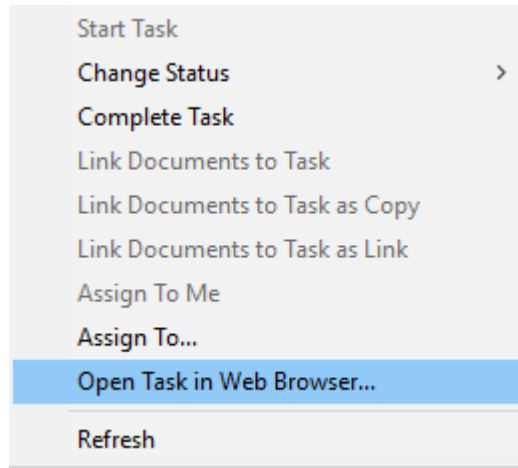 Start Task
Change Status
Complete Task
Link Documents to Task
Link Documents to Task as Copy
Link Documents to Task as Link
Assign To Me
Assign To...
Open Task in Web Browser...
Refresh